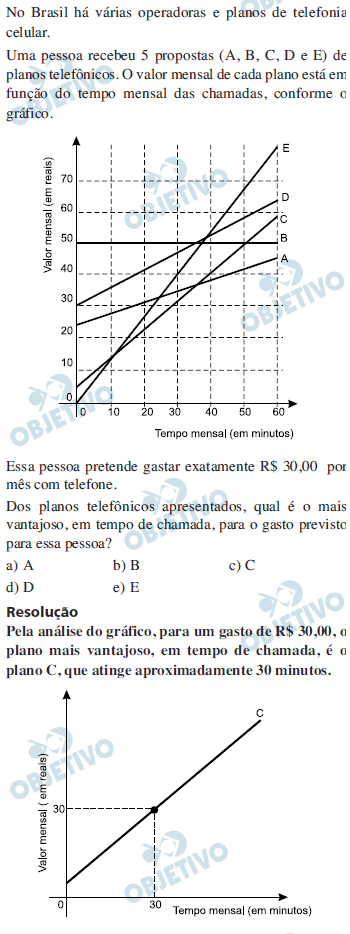 No Brasil há várias operadoras e planos de telefonia
celular.
Uma pessoa recebeu 5 propostas (A, B, C, D e E) de
planos telefônicos. O valor mensal de cada plano está em
função do tempo mensal das chamadas, conforme o
gráfico.
Valor mensal (em reais)
E
D
C
B
A
70
60
50
40
30
20
10
0
0 10 20 30 40 50 60
Tempo mensal (em minutos)
Essa pessoa pretende gastar exatamente R$ 30,00 por
mês com telefone.
Dos planos telefônicos apresentados, qual é o mais
vantajoso, em tempo de chamada, para o gasto previsto
para essa pessoa?
a) A b) B c) C
d) D e) E
Resolução
Pela análise do gráfico, para um gasto de R$ 30,00, o
plano mais vantajoso, em tempo de chamada, é o
plano C, que atinge aproximadamente 30 minutos.
C
Valor mensal ( em reais)
30
0 30
Tempo mensal (em minutos)
OBJETIVO
OBJETIVO
OBJETIVO
OBJETIVO
OBJETIVO
OBJETIVO
OBJETIVO
OBJETIVO